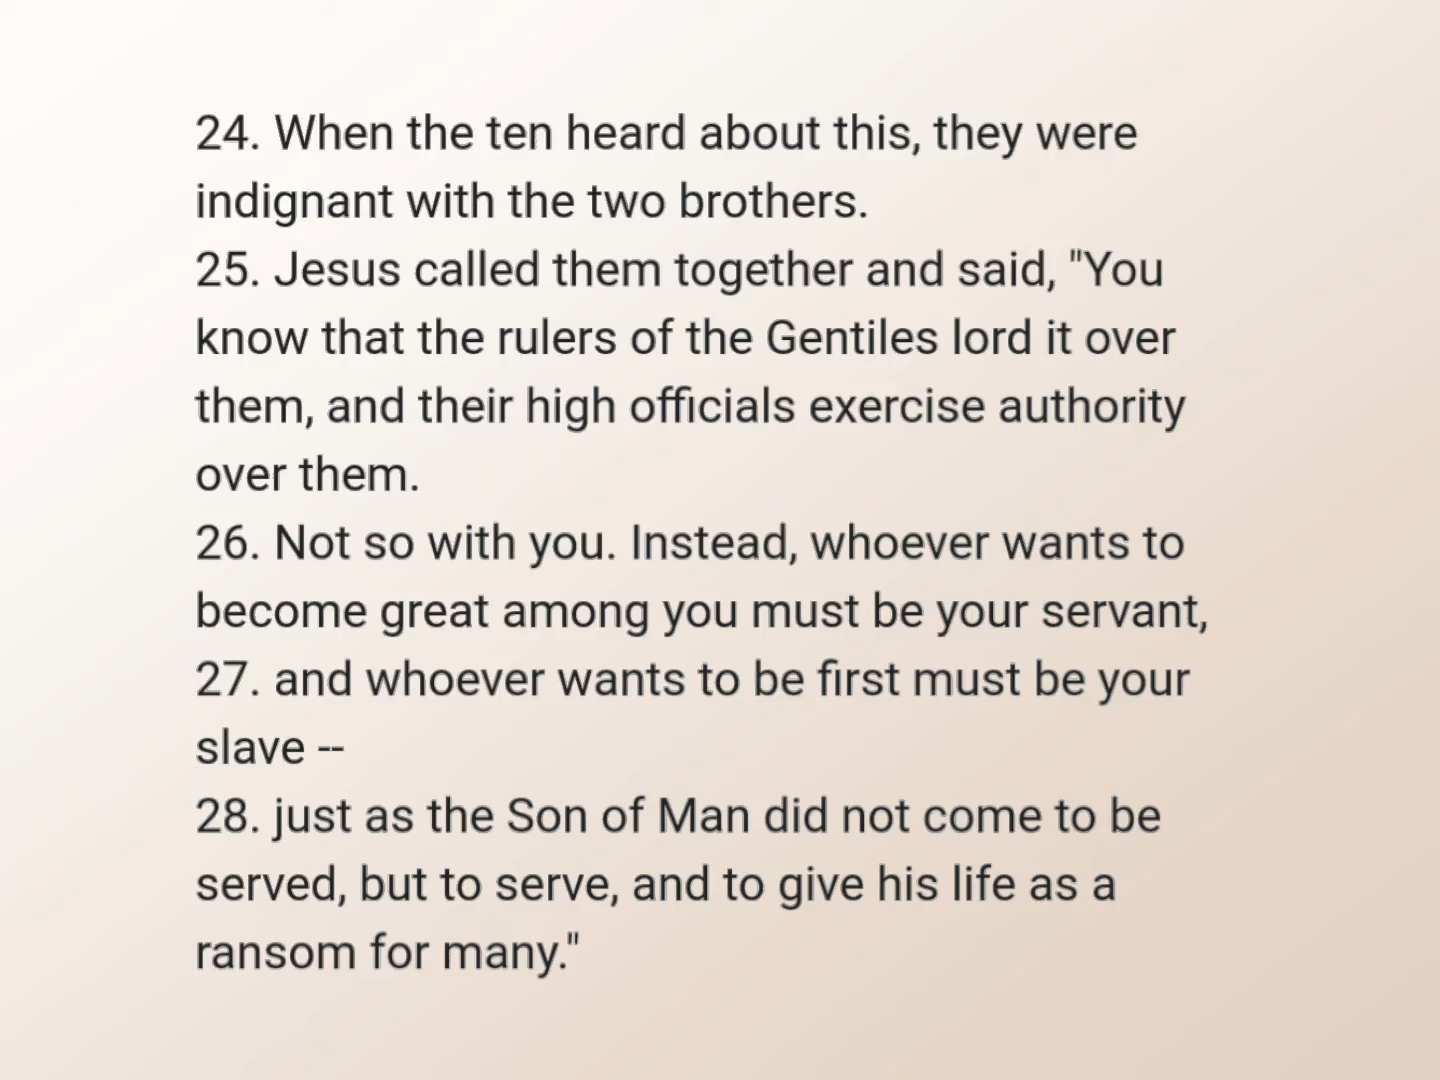 24. When the ten heard about this, they were
indignant with the two brothers.
25. Jesus called them together and said, "You
know that the rulers of the Gentiles lord it over
them, and their high officials exercise authority
over them.
26. Not so with you. Instead, whoever wants to
become great among you must be your servant,
27. and whoever wants to be first must be your
slave --
28. just as the Son of Man did not come to be
served, but to serve, and to give his life as a
ransom for many."